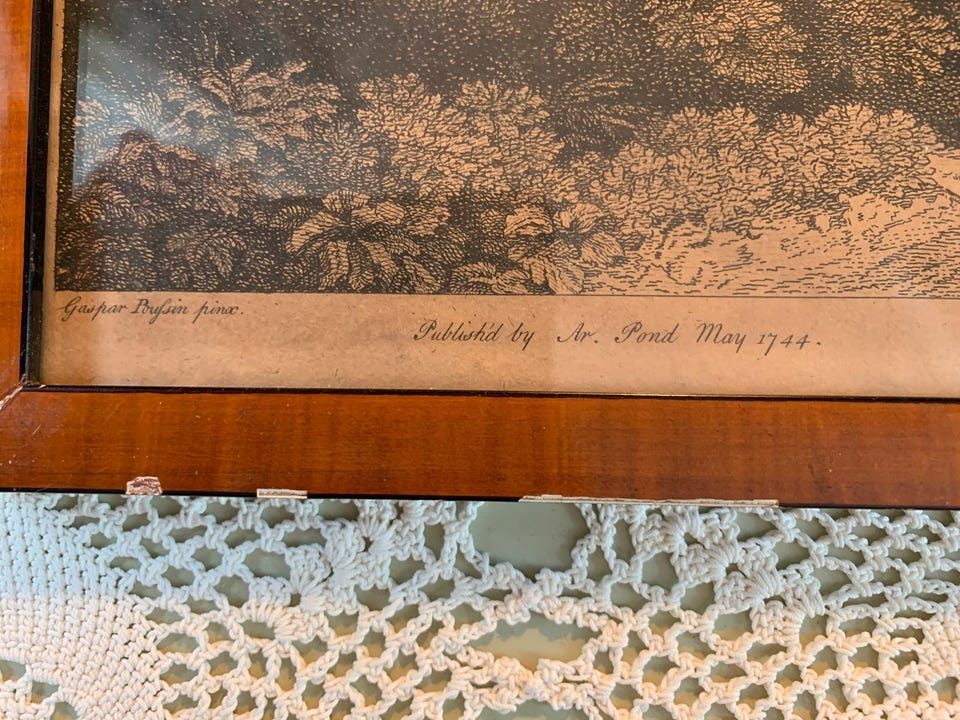 Gaspar Pouſsin pinx.
Publish'd by Ar. Pond May 1744.